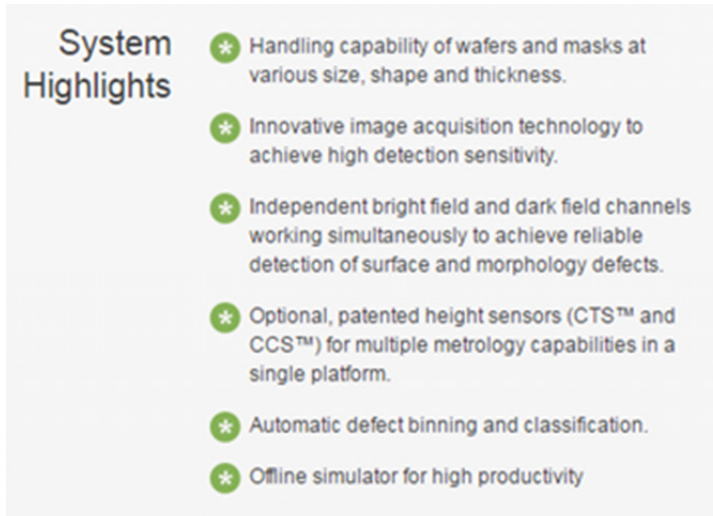 System
Highlights
Handling capability of wafers and masks at
various size, shape and thickness.
Innovative image acquisition technology to
achieve high detection sensitivity.
Independent bright field and dark field channels
working simultaneously to achieve reliable
detection of surface and morphology defects.
Optional, patented height sensors (CTS™ and
CCS™) for multiple metrology capabilities in a
single platform.
Automatic defect binning and classification.
Offline simulator for high productivity